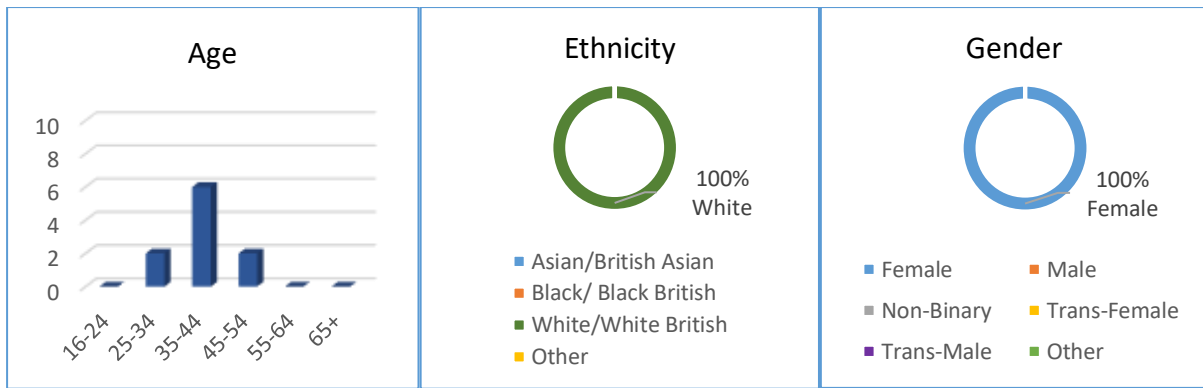 Age
10
8
6
4
2
0
16-24
25-34
35-44
45-54
55-64
65+
Ethnicity
100%
White
Asian/British Asian
Black/ Black British
White/White British
Other
Gender
100%
Female
Female
Male
Non-Binary
Trans-Female
Trans-Male
Other